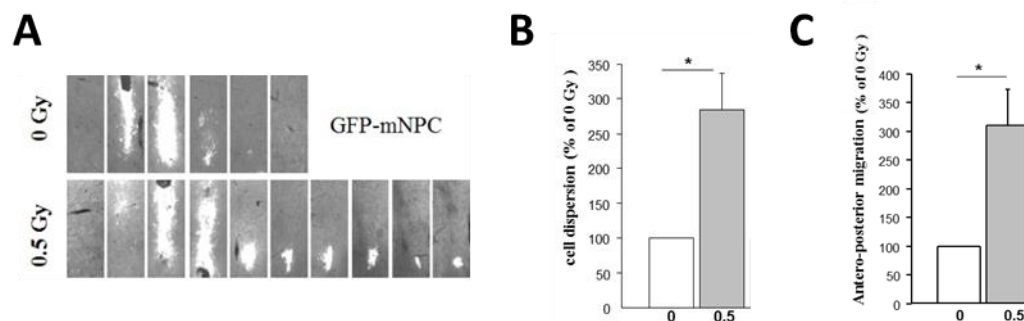 A
0 Gy
GFP-mNPC
0.5 Gy
B
cell dispersion (% of 0 Gy )
350
300
250
200
150
100
50
0
*
0
0.5
C
Antero-posterior migration (% of 0 Gy )
400
350
300
250
200
150
100
50
0
*
0
0.5